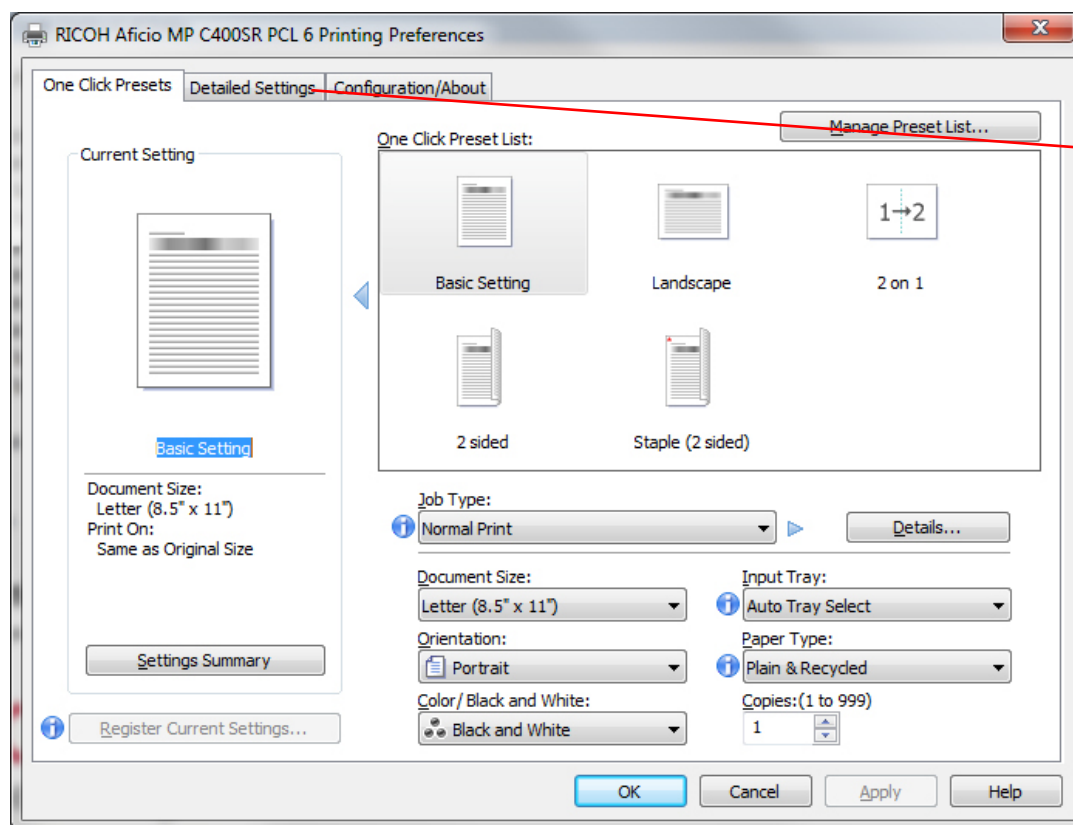 RICOH Aficio MP C400SR PCL 6 Printing Preferences
One Click Presets Detailed Settings Configuration/About
Manage Preset List...
Current Setting
One Click Preset List:
1→2
Basic Setting Landscape 2 on 1
2 sided Staple (2 sided)
Basic Setting
Document Size:
Letter (8.5" x 11")
Print On:
Same as Original Size
Settings Summary
Register Current Settings...
Job Type:
Normal Print Details...
Document Size: Input Tray:
Letter (8.5" x 11") Auto Tray Select
Orientation: Paper Type:
Portrait Plain & Recycled
Color/ Black and White: Copies:(1 to 999)
Black and White 1
OK Cancel Apply Help